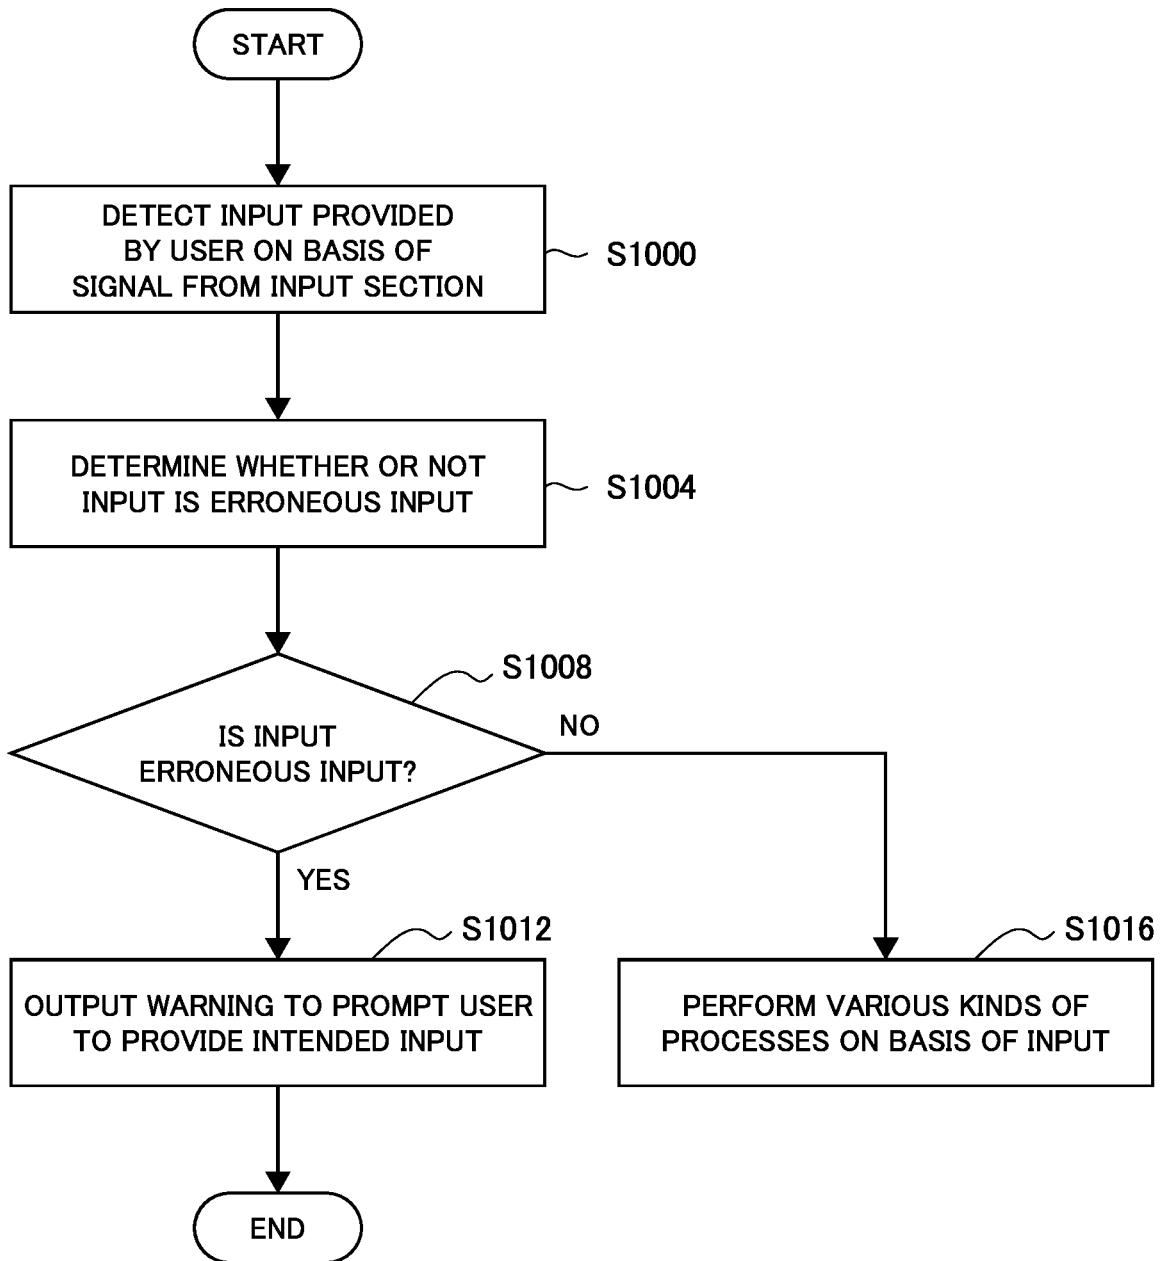 START
DETECT INPUT PROVIDED
BY USER ON BASIS OF
SIGNAL FROM INPUT SECTION
S1000
DETERMINE WHETHER OR NOT
INPUT IS ERRONEOUS INPUT
S1004
S1008
IS INPUT
ERRONEOUS INPUT?
NO
YES
S1012
OUTPUT WARNING TO PROMPT USER
TO PROVIDE INTENDED INPUT
S1016
PERFORM VARIOUS KINDS OF
PROCESSES ON BASIS OF INPUT
END